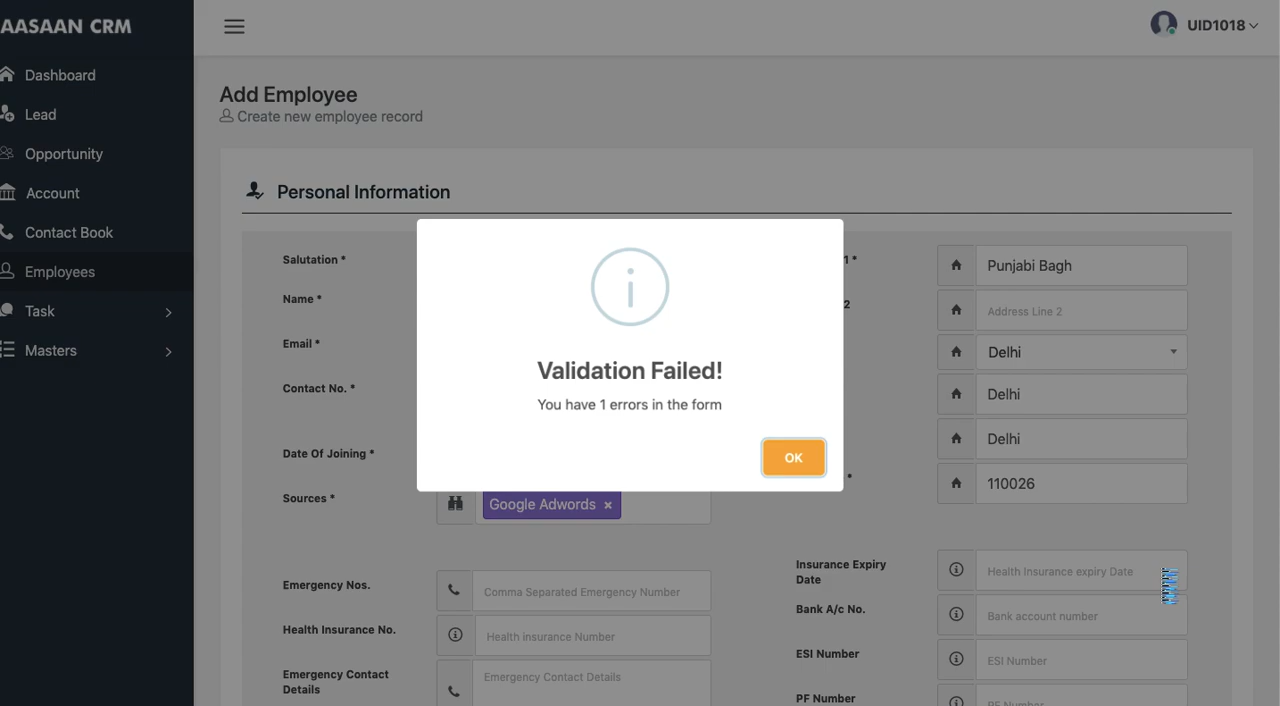 AASAAN CRM
UID1018
Dashboard
Lead
Opportunity
Account
Contact Book
Employees
Task
Masters
Add Employee
Create new employee record
Personal Information
Salutation *
Name *
Email *
Contact No. *
Date Of Joining *
Sources *
Google Adwords ×
Emergency Nos.
Comma Separated Emergency Number
Health Insurance No.
Health insurance Number
Emergency Contact
Details
Emergency Contact Details
Validation Failed!
You have 1 errors in the form
OK
1 *
Punjabi Bagh
2
Address Line 2
Delhi
Delhi
Delhi
*
110026
Insurance Expiry
Date
Health Insurance expiry Date
Bank A/c No.
Bank account number
ESI Number
ESI Number
PF Number
PF Number